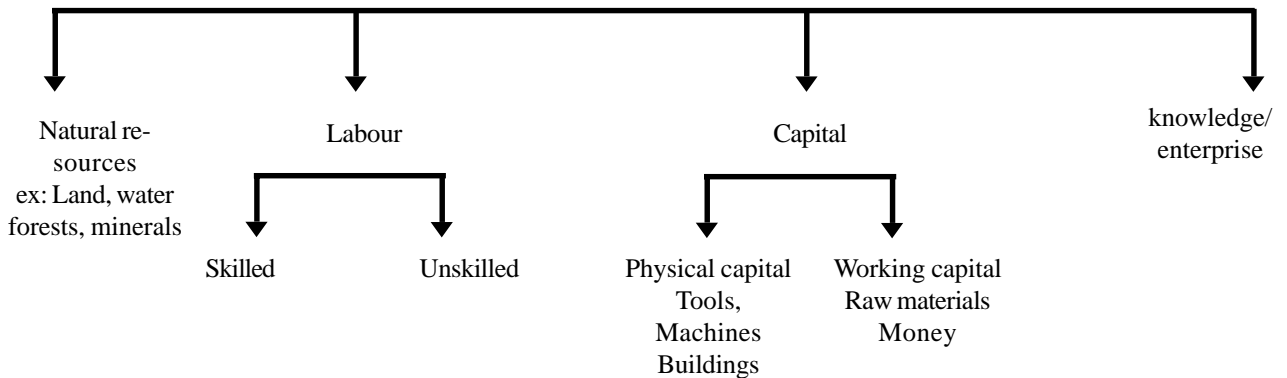 Natural re-
sources
ex: Land, water
forests, minerals
Labour
Skilled
Unskilled
Capital
Physical capital
Tools,
Machines
Buildings
Working capital
Raw materials
Money
knowledge/
enterprise